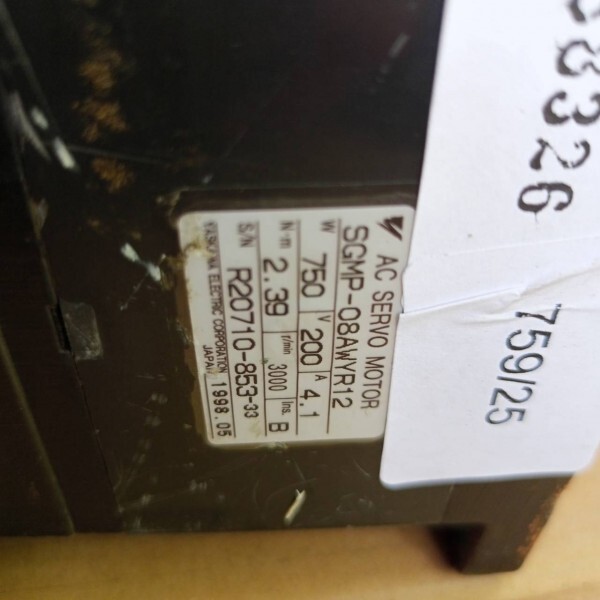 AC SERVO MOTOR
SGMP-08AWYR12
W 750 V 200 A 4.1
N·m 2.39 r/min 3000 Ins. B
S/N R20710-853-33
YASKAWA ELECTRIC CORPORATION
JAPAN 1998.05
8326
759/25